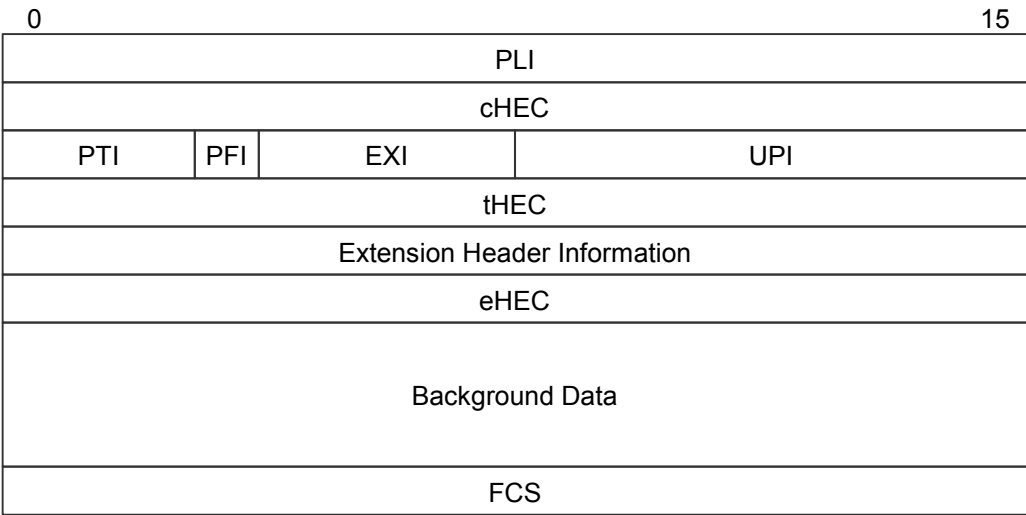 0 15
PLI
cHEC
PTI PFI EXI UPI
tHEC
Extension Header Information
eHEC
Background Data
FCS